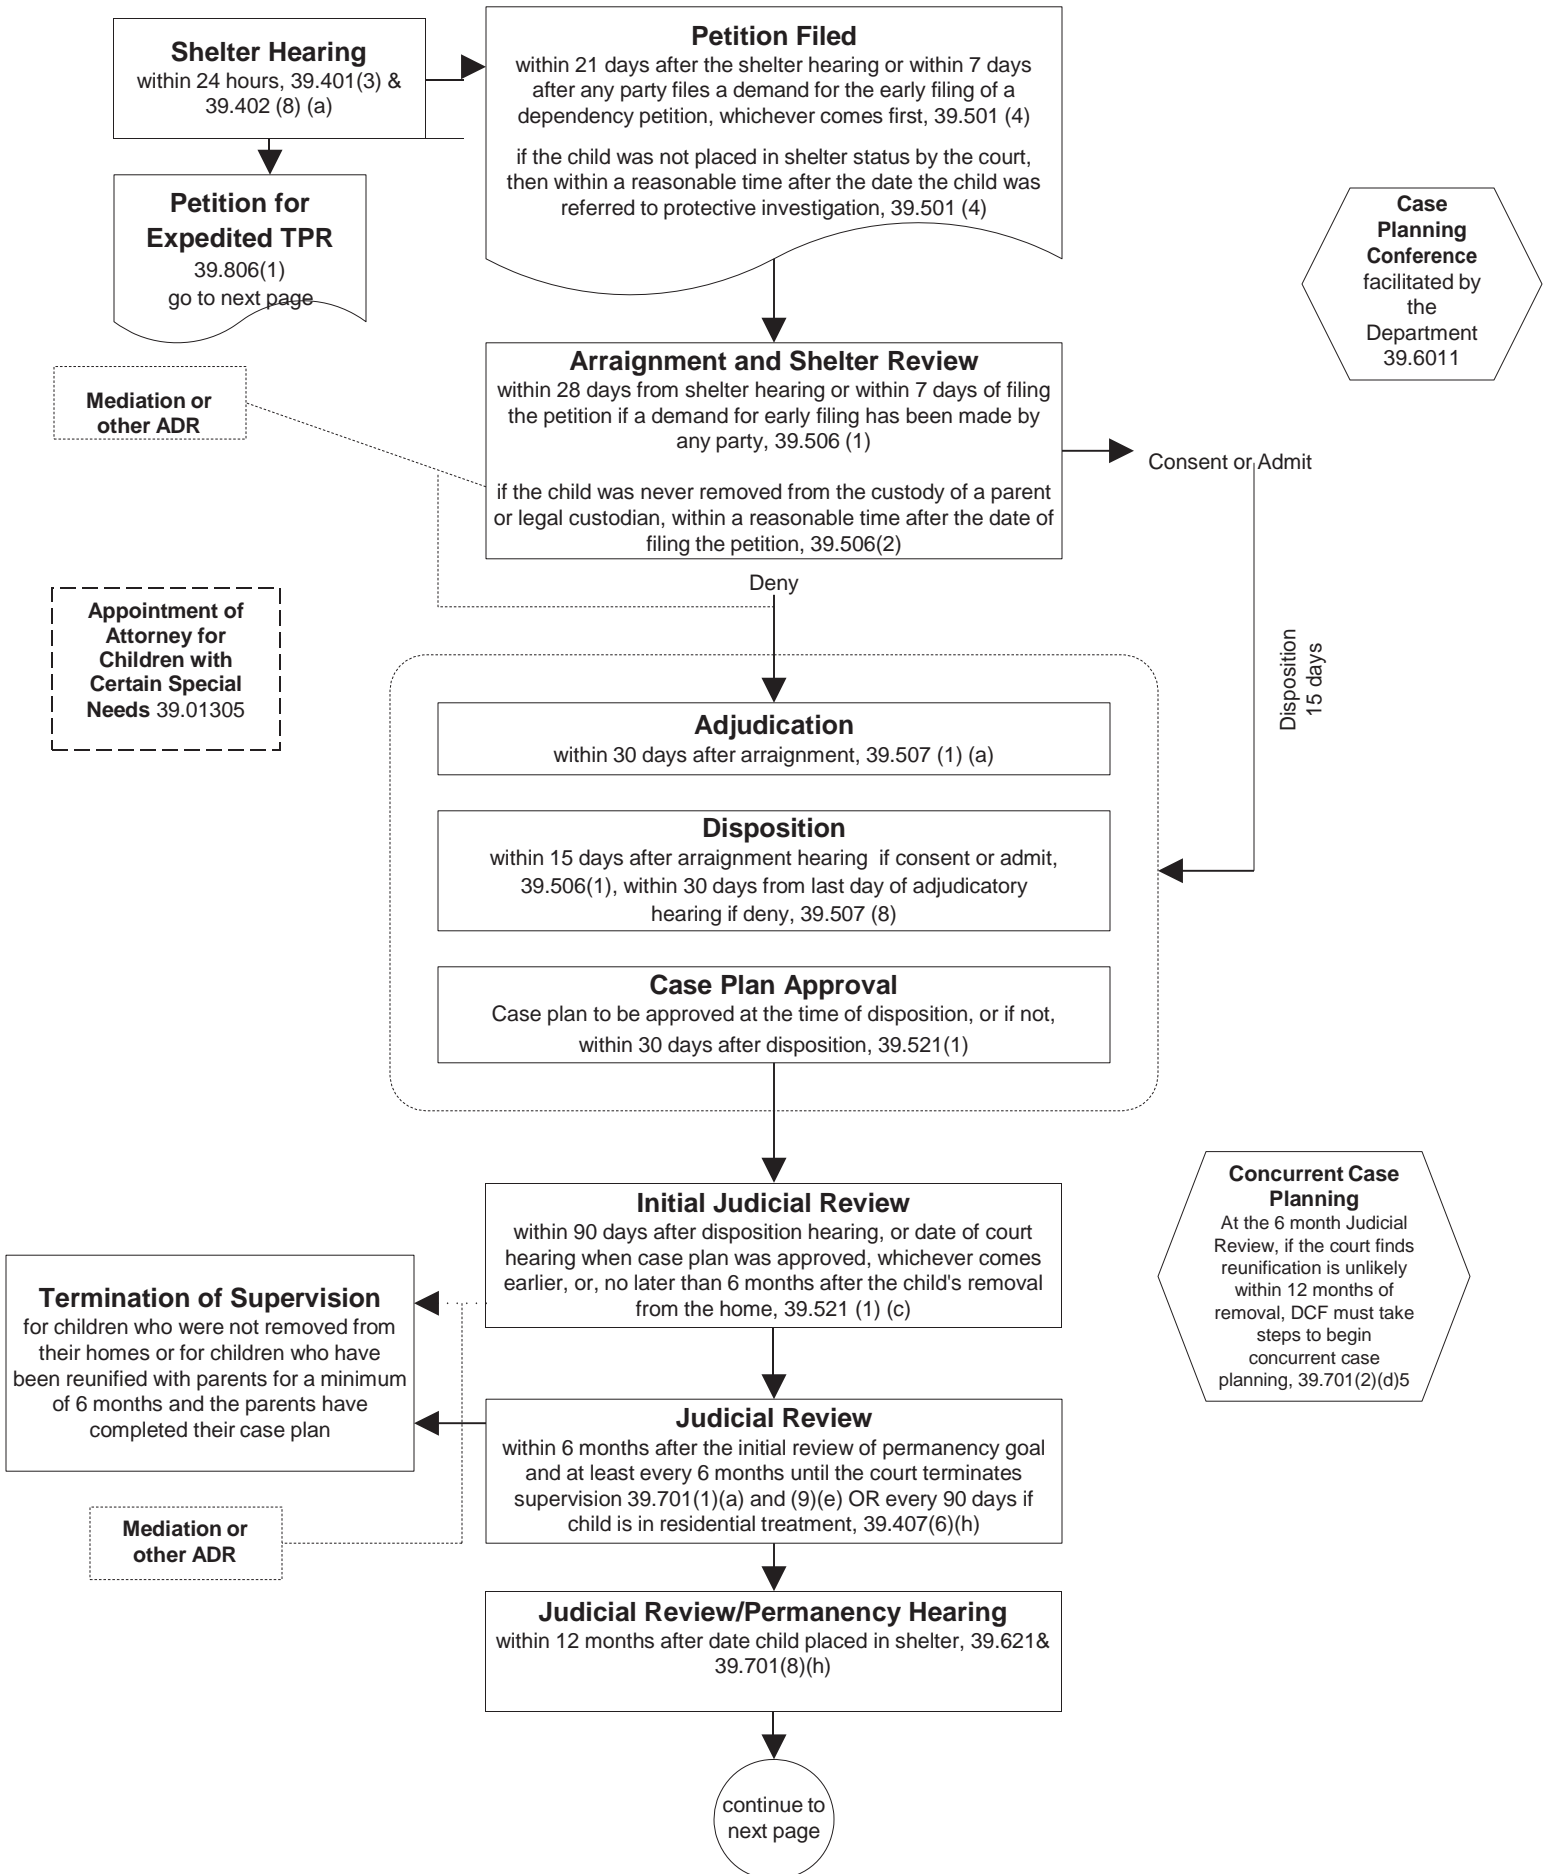 Shelter Hearing
within 24 hours, 39.401(3) &
39.402 (8) (a)
Petition Filed
within 21 days after the shelter hearing or within 7 days
after any party files a demand for the early filing of a
dependency petition, whichever comes first, 39.501 (4)
if the child was not placed in shelter status by the court,
then within a reasonable time after the date the child was
referred to protective investigation, 39.501 (4)
Petition for
Expedited TPR
39.806(1)
go to next page
Case
Planning
Conference
facilitated by
the
Department
39.6011
Arraignment and Shelter Review
within 28 days from shelter hearing or within 7 days of filing
the petition if a demand for early filing has been made by
any party, 39.506 (1)
if the child was never removed from the custody of a parent
or legal custodian, within a reasonable time after the date of
filing the petition, 39.506(2)
Mediation or
other ADR
Consent or Admit
Deny
Appointment of
Attorney for
Children with
Certain Special
Needs 39.01305
Disposition
15 days
Adjudication
within 30 days after arraignment, 39.507 (1) (a)
Disposition
within 15 days after arraignment hearing if consent or admit,
39.506(1), within 30 days from last day of adjudicatory
hearing if deny, 39.507 (8)
Case Plan Approval
Case plan to be approved at the time of disposition, or if not,
within 30 days after disposition, 39.521(1)
Initial Judicial Review
within 90 days after disposition hearing, or date of court
hearing when case plan was approved, whichever comes
earlier, or, no later than 6 months after the child's removal
from the home, 39.521 (1) (c)
Concurrent Case
Planning
At the 6 month Judicial
Review, if the court finds
reunification is unlikely
within 12 months of
removal, DCF must take
steps to begin
concurrent case
planning, 39.701(2)(d)5
Termination of Supervision
for children who were not removed from
their homes or for children who have
been reunified with parents for a minimum
of 6 months and the parents have
completed their case plan
Judicial Review
within 6 months after the initial review of permanency goal
and at least every 6 months until the court terminates
supervision 39.701(1)(a) and (9)(e) OR every 90 days if
child is in residential treatment, 39.407(6)(h)
Mediation or
other ADR
Judicial Review/Permanency Hearing
within 12 months after date child placed in shelter, 39.621&
39.701(8)(h)
continue to
next page